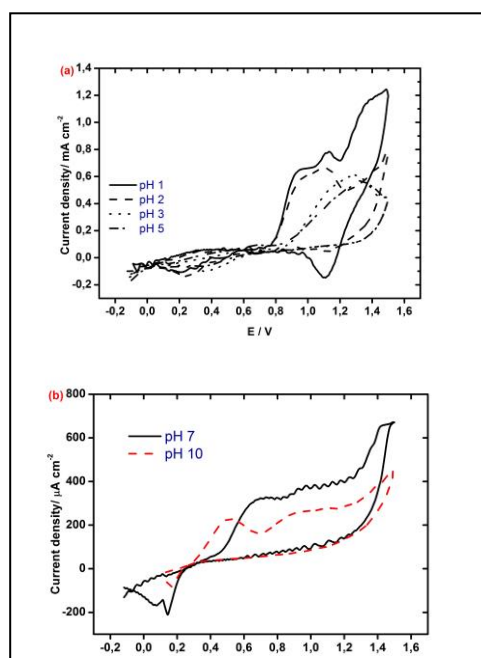 (a)
1,4
1,2
1,0
0,8
0,6
0,4
0,2
0,0
-0,2
Current density/ mA cm⁻²
pH 1
pH 2
pH 3
pH 5
-0,2 0,0 0,2 0,4 0,6 0,8 1,0 1,2 1,4 1,6
E / V
(b)
800
600
400
200
0
-200
Current density/ μA cm⁻²
pH 7
pH 10
-0,2 0,0 0,2 0,4 0,6 0,8 1,0 1,2 1,4 1,6